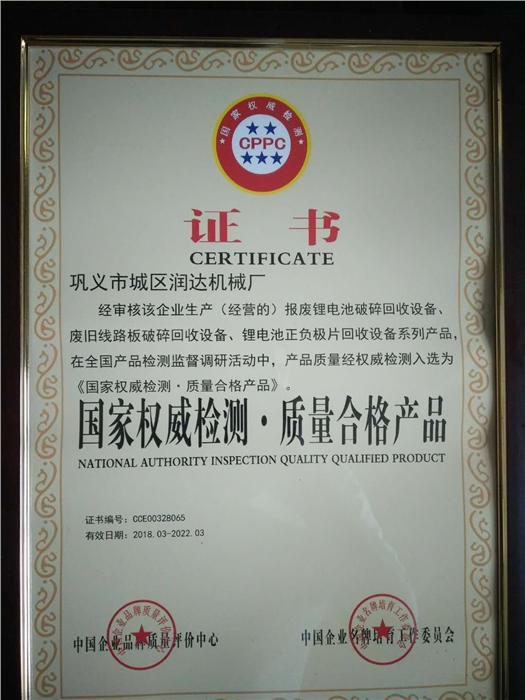 国家权威检测
CPPC
证书
CERTIFICATE
巩义市城区润达机械厂
经审核该企业生产（经营的）报废锂电池破碎回收设备、
废旧线路板破碎回收设备、锂电池正负极片回收设备系列产品，
在全国产品检测监督调研活动中，产品质量经权威检测入选为
《国家权威检测·质量合格产品》。
国家权威检测·质量合格产品
NATIONAL AUTHORITY INSPECTION QUALITY QUALIFIED PRODUCT
证书编号：CCE00328065
有效日期：2018.03-2022.03
中国企业品牌质量评价中心
中国企业名牌培育工作委员会